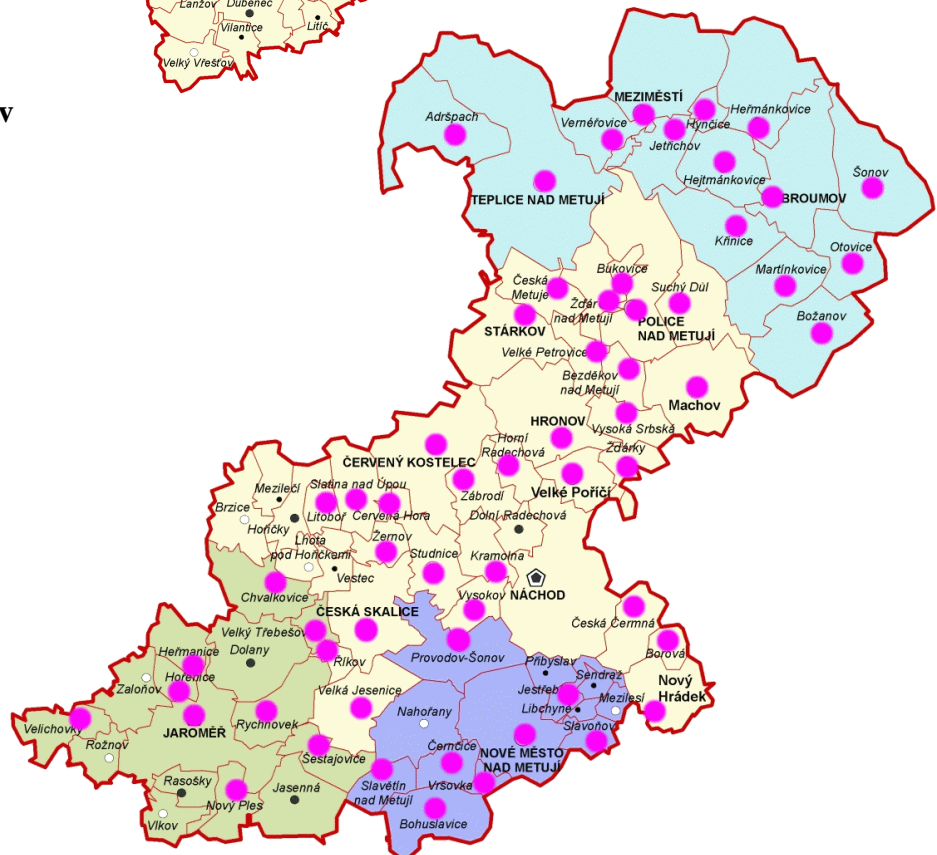 Lanžov
Dubenec
Vilantice
Litíč
Velký Vřešťov
v
MEZIMĚSTÍ
Adršpach
Vernéřovice
Hynčice
Heřmánkovice
Jetřichov
Hejtmánkovice
Šonov
TEPLICE NAD METUJÍ
BROUMOV
Křinice
Otovice
Martínkovice
Božanov
Bukovice
Česká
Metuje
Suchý Důl
Žďár
nad Metují
POLICE
NAD METUJÍ
STÁRKOV
Velké Petrovice
Bezděkov
nad Metují
Machov
HRONOV
Vysoká Srbská
Horní
Radechová
Žďárky
ČERVENÝ KOSTELEC
Velké Poříčí
Zábrodí
Slatina nad Úpou
Mezilečí
Brzice
Litoboř
Červená Hora
Dolní Radechová
Hořičky
Žernov
Lhota
pod Hořičkami
Studnice
Kramolna
Vestec
Chvalkovice
Vysokov
NÁCHOD
ČESKÁ SKALICE
Česká Čermná
Velký Třebešov
Dolany
Říkov
Provodov-Šonov
Borová
Heřmanice
Přibyslav
Sendraž
Hořenice
Zaloňov
Velká Jesenice
Jestřebí
Nový
Hrádek
Mezilesí
Libchyně
Velichovky
Rychnovek
Nahořany
Slavoňov
JAROMĚŘ
Rožnov
Šestajovice
Černčice
NOVÉ MĚSTO
NAD METUJÍ
Rasošky
Jasenná
Slavětín
nad Metují
Vršovka
Nový Ples
Vlkov
Bohuslavice